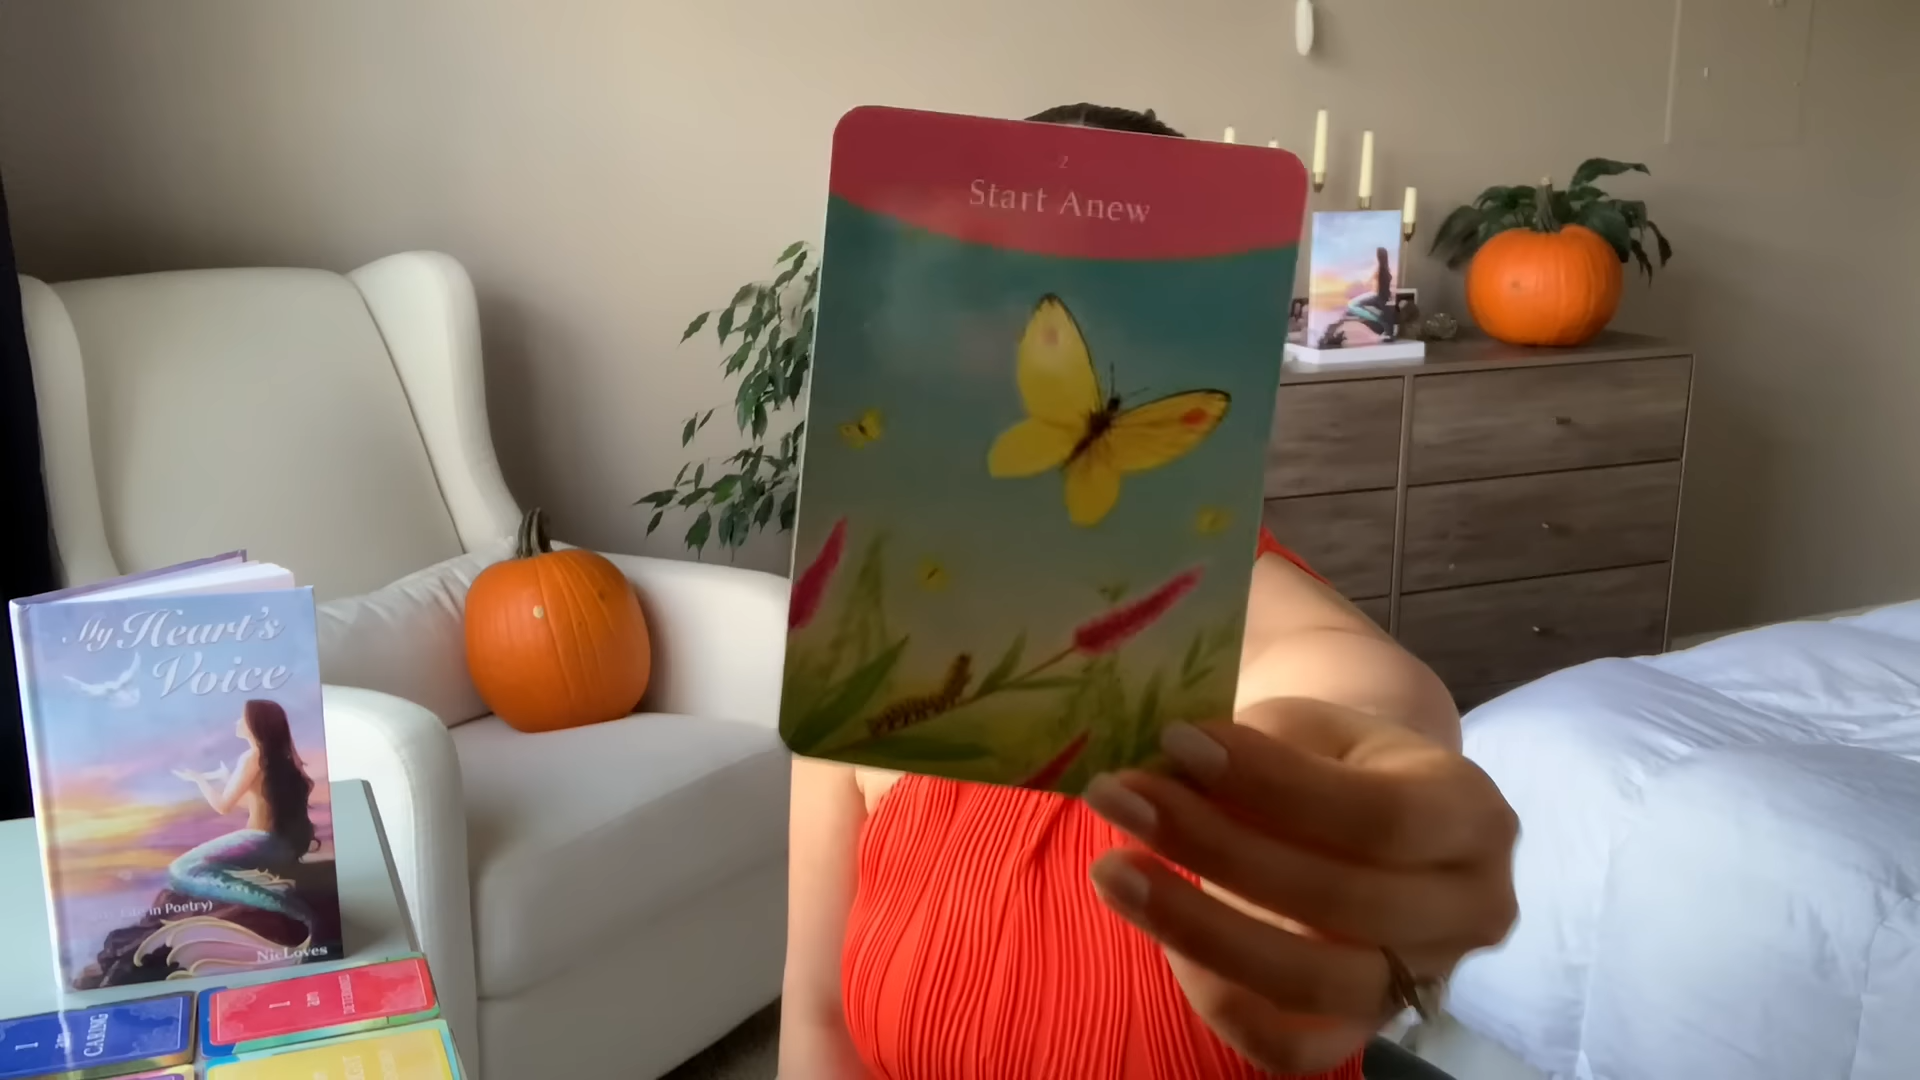 2
Start Anew
My Heart's
Voice
in Poetry)
NicLoves
1
CARING
1